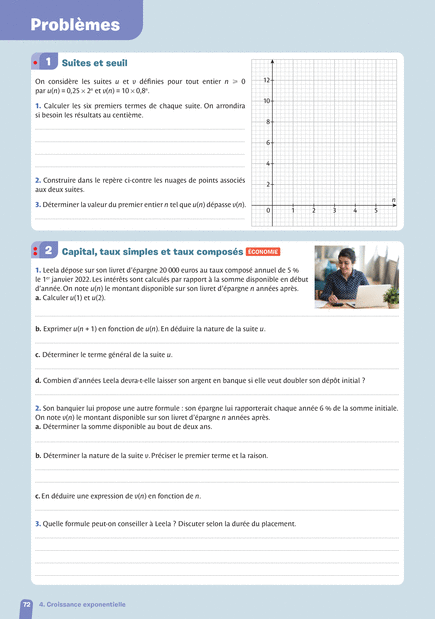 Problèmes
1 Suites et seuil
On considère les suites u et v définies pour tout entier n ⩾ 0
par u(n) = 0,25 × 2ⁿ et v(n) = 10 × 0,8ⁿ.
1. Calculer les six premiers termes de chaque suite. On arrondira
si besoin les résultats au centième.
2. Construire dans le repère ci-contre les nuages de points associés
aux deux suites.
3. Déterminer la valeur du premier entier n tel que u(n) dépasse v(n).
12
10
8
6
4
2
n
0 1 2 3 4 5
2 Capital, taux simples et taux composés ÉCONOMIE
1. Leela dépose sur son livret d'épargne 20 000 euros au taux composé annuel de 5 %
le 1er janvier 2022. Les intérêts sont calculés par rapport à la somme disponible en début
d'année. On note u(n) le montant disponible sur son livret d'épargne n années après.
a. Calculer u(1) et u(2).
b. Exprimer u(n + 1) en fonction de u(n). En déduire la nature de la suite u.
c. Déterminer le terme général de la suite u.
d. Combien d'années Leela devra-t-elle laisser son argent en banque si elle veut doubler son dépôt initial ?
2. Son banquier lui propose une autre formule : son épargne lui rapporterait chaque année 6 % de la somme initiale.
On note v(n) le montant disponible sur son livret d'épargne n années après.
a. Déterminer la somme disponible au bout de deux ans.
b. Déterminer la nature de la suite v. Préciser le premier terme et la raison.
c. En déduire une expression de v(n) en fonction de n.
3. Quelle formule peut-on conseiller à Leela ? Discuter selon la durée du placement.
72 4. Croissance exponentielle